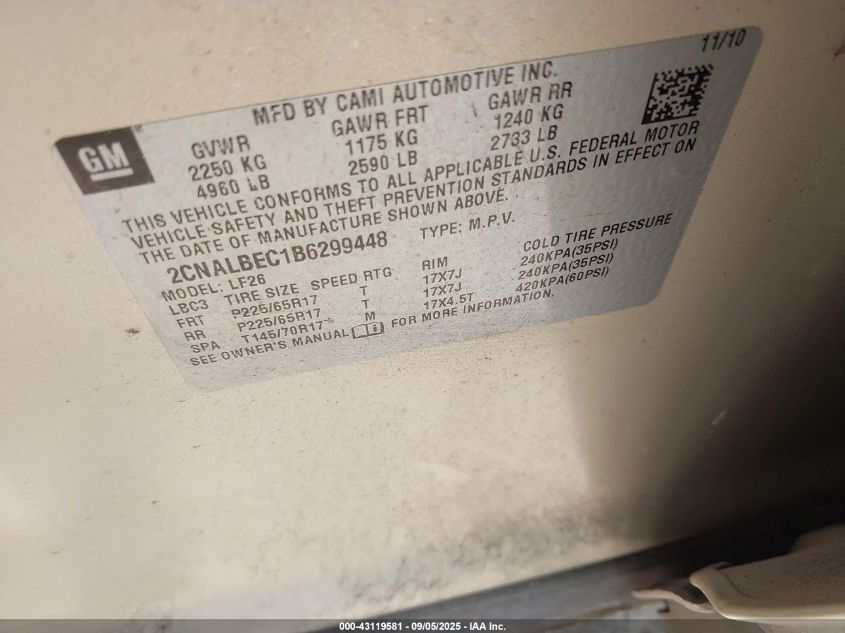 11/10
GM
MFD BY CAMI AUTOMOTIVE INC.
GVWR GAWR FRT GAWR RR
2250 KG 1175 KG 1240 KG
4960 LB 2590 LB 2733 LB
THIS VEHICLE CONFORMS TO ALL APPLICABLE U.S. FEDERAL MOTOR
VEHICLE SAFETY AND THEFT PREVENTION STANDARDS IN EFFECT ON
THE DATE OF MANUFACTURE SHOWN ABOVE.
2CNALBEC1B6299448 TYPE: M.P.V.
MODEL: LF26
LBC3 TIRE SIZE SPEED RTG RIM COLD TIRE PRESSURE
FRT P225/65R17 T 17X7J 240KPA(35PSI)
RR P225/65R17 T 17X7J 240KPA(35PSI)
SPA T145/70R17 M 17X4.5T 420KPA(60PSI)
SEE OWNER'S MANUAL FOR MORE INFORMATION.
000-43119581 - 09/05/2025 - IAA Inc.